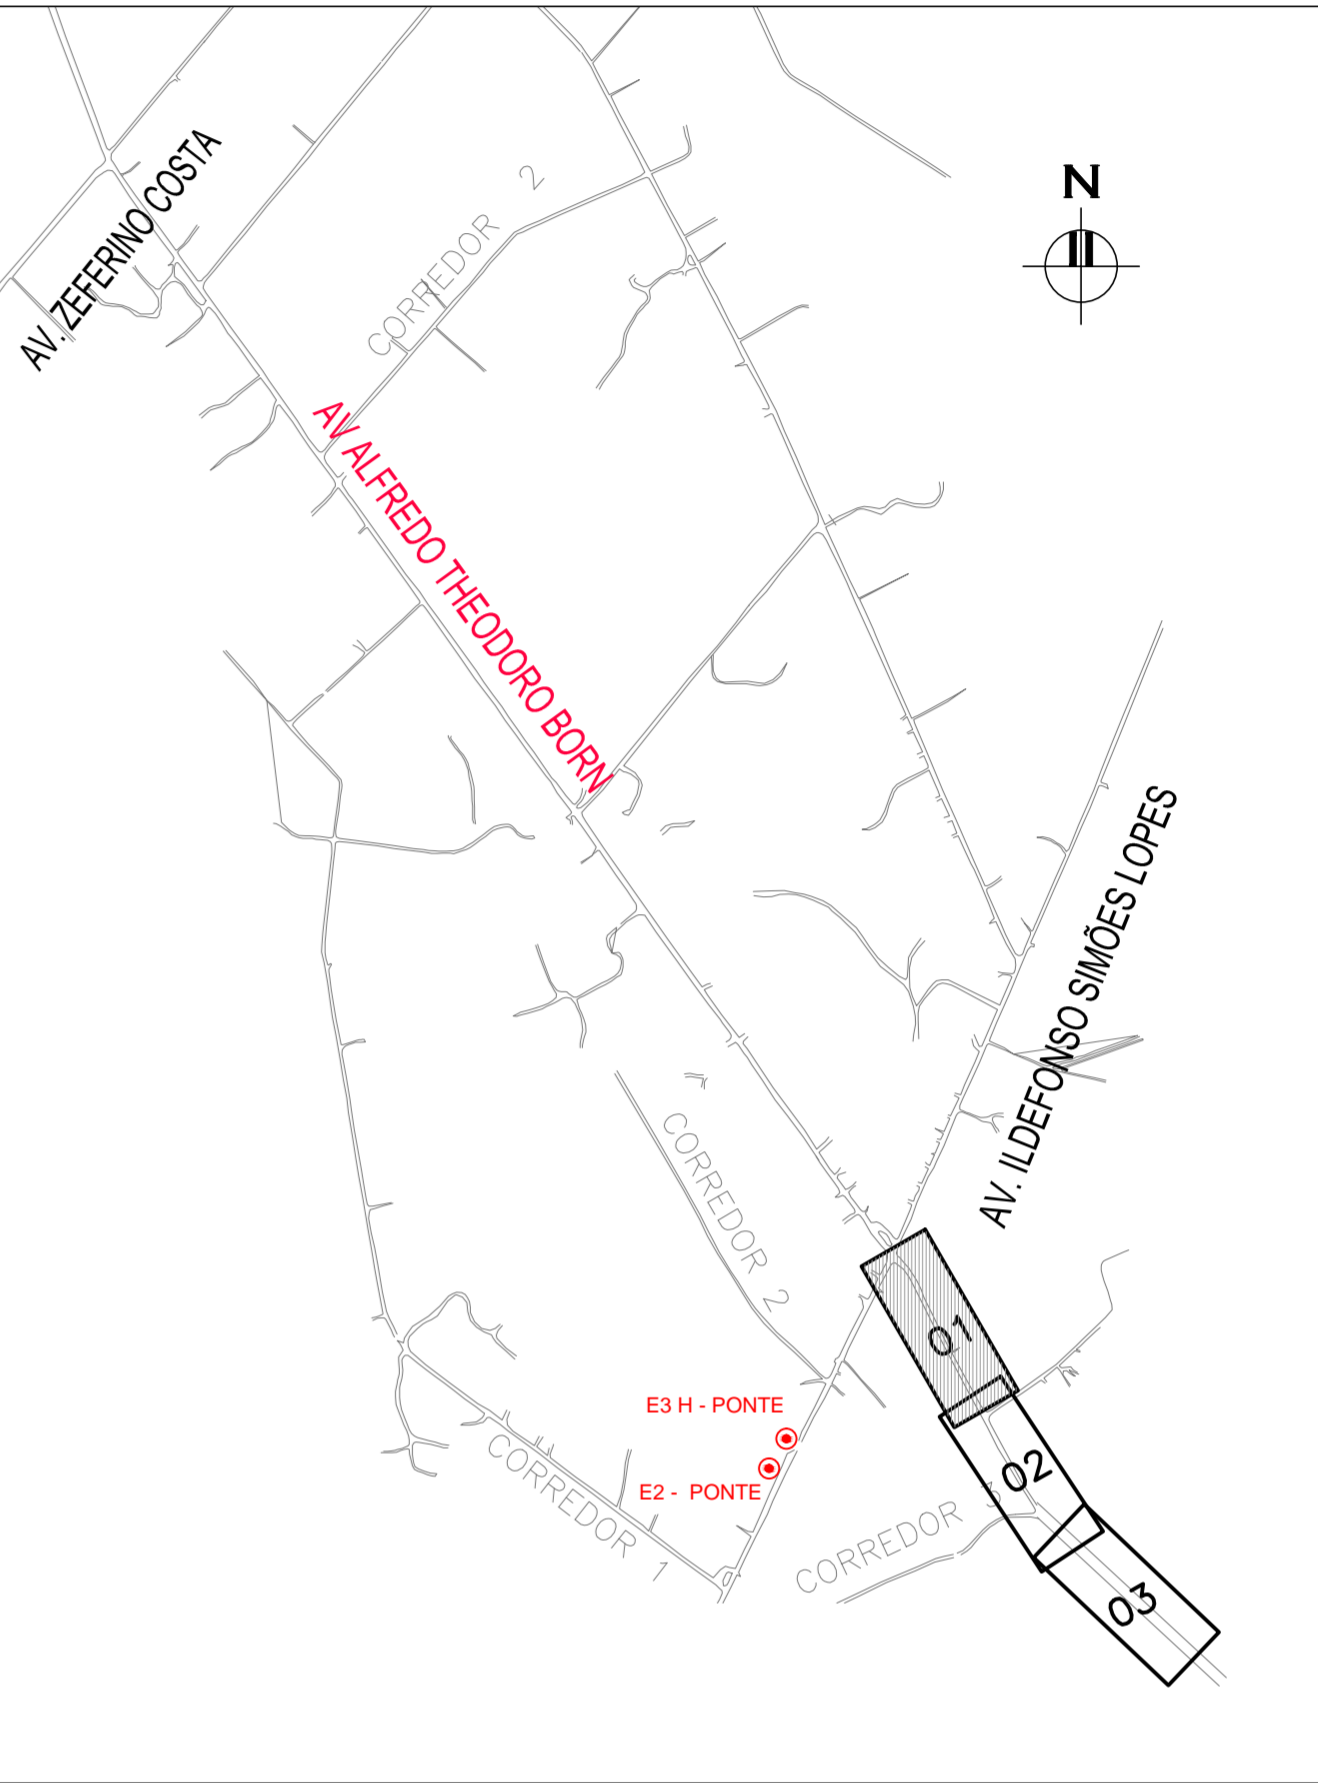 AV. ZEFERINO COSTA
N
CORREDOR 2
AV ALFREDO THEODORO BORN
AV. ILDEFONSO SIMÕES LOPES
CORREDOR 2
01
E3 H - PONTE
02
E2 - PONTE
CORREDOR 1
CORREDOR 3
03